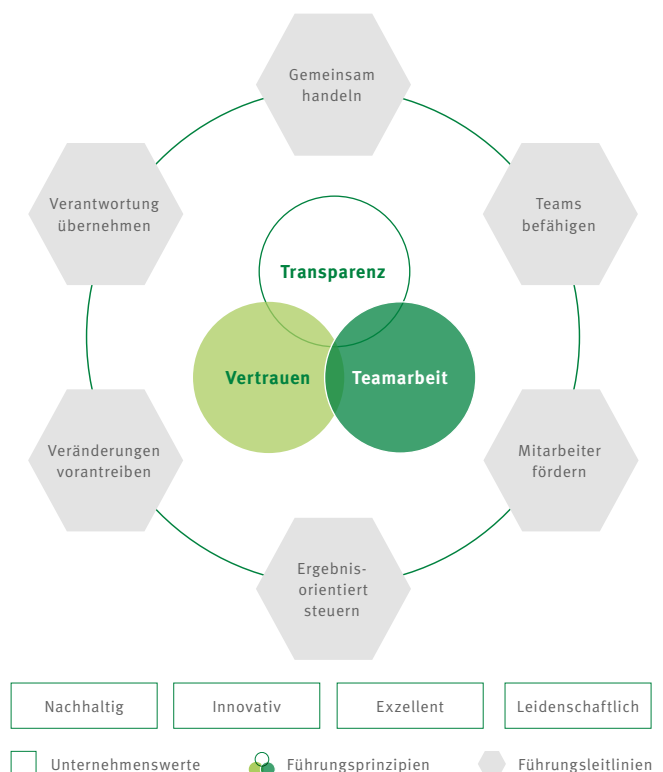 Gemeinsam
handeln
Verantwortung
übernehmen
Teams
befähigen
Transparenz
Vertrauen
Teamarbeit
Veränderungen
vorantreiben
Mitarbeiter
fördern
Ergebnis-
orientiert
steuern
Nachhaltig
Innovativ
Exzellent
Leidenschaftlich
Unternehmenswerte
Führungsprinzipien
Führungsleitlinien